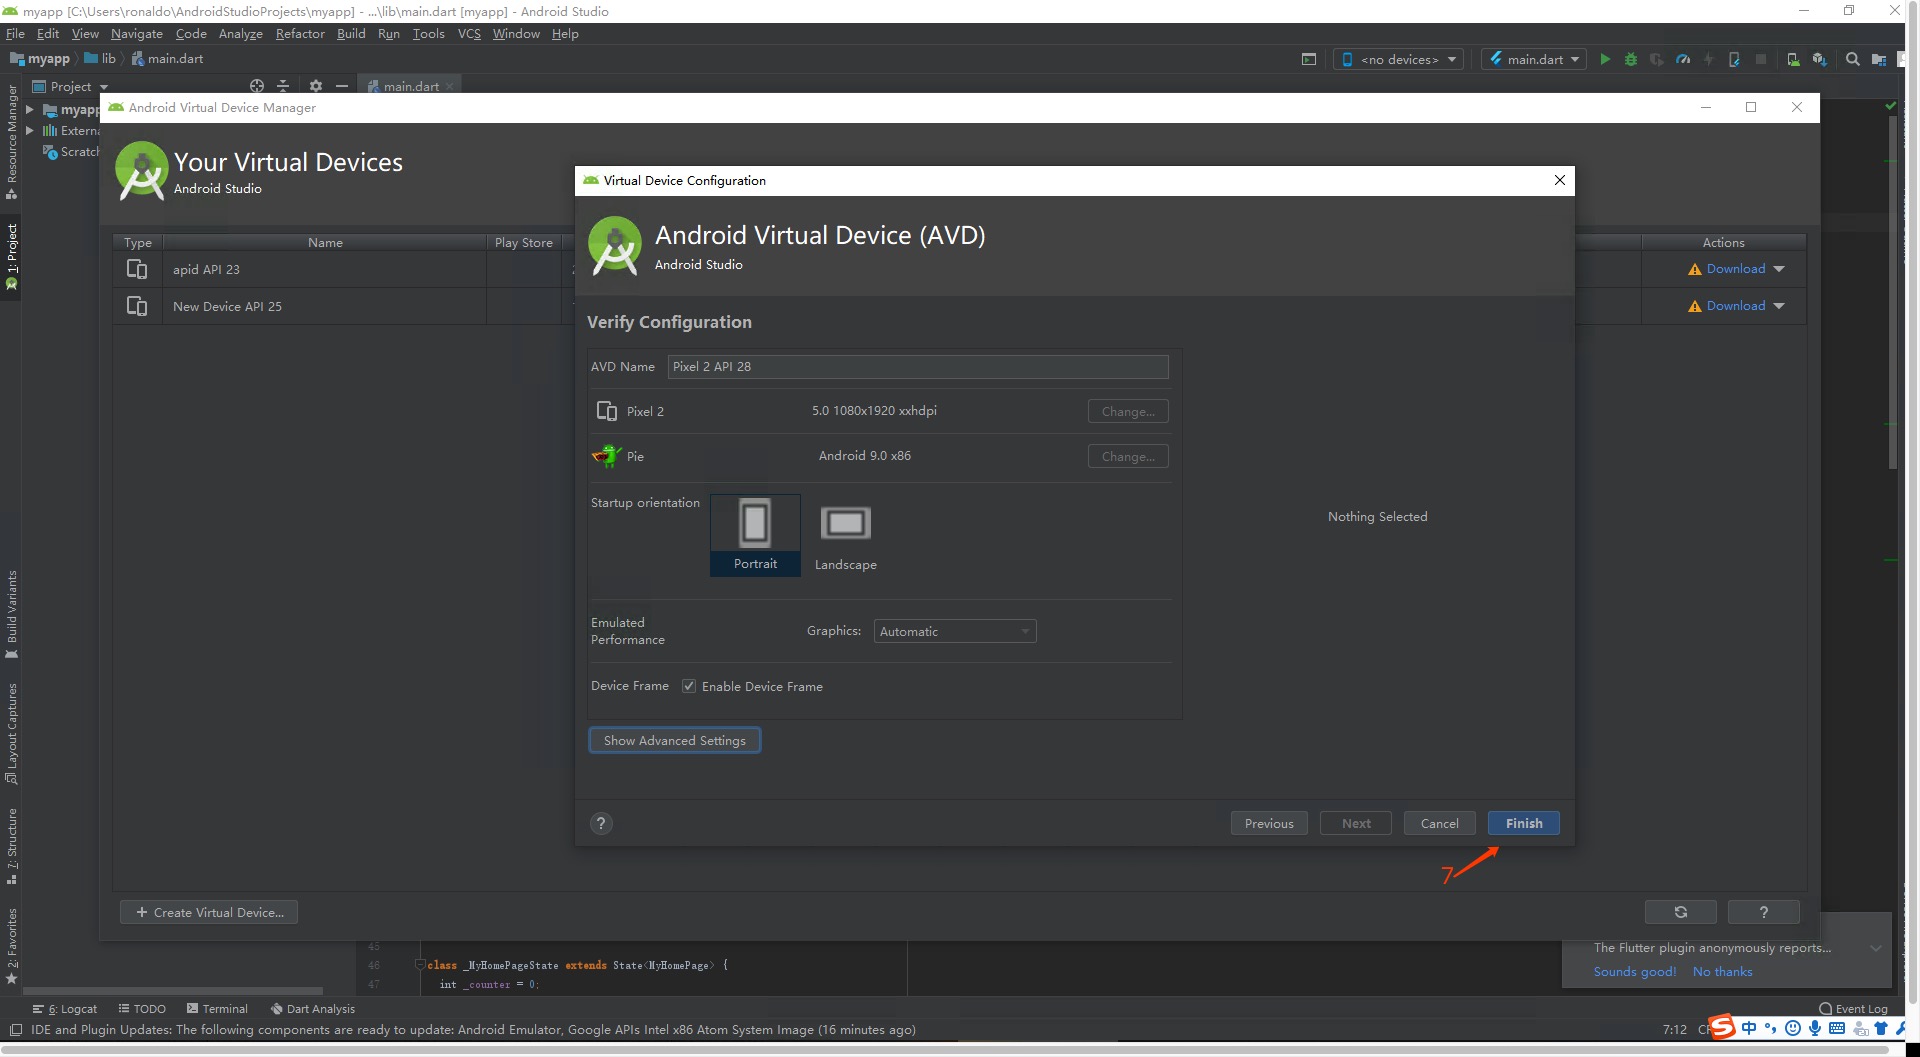 myapp [C:\Users\ronaldo\AndroidStudioProjects\myapp] - ...\lib\main.dart [myapp] - Android Studio
File Edit View Navigate Code Analyze Refactor Build Run Tools VCS Window Help
myapp lib main.dart <no devices> main.dart
Project main.dart
myapp
Externa
Scratch
Resource Manager
1: Project
Build Variants
Layout Captures
7: Structure
2: Favorites
Android Virtual Device Manager
Your Virtual Devices
Android Studio
Type Name Play Store Actions
apid API 23 Download
New Device API 25 Download
Virtual Device Configuration
Android Virtual Device (AVD)
Android Studio
Verify Configuration
AVD Name Pixel 2 API 28
Pixel 2 5.0 1080x1920 xxhdpi Change...
Pie Android 9.0 x86 Change...
Startup orientation
Portrait Landscape
Nothing Selected
Emulated
Performance
Graphics: Automatic
Device Frame Enable Device Frame
Show Advanced Settings
? Previous Next Cancel Finish
7
+ Create Virtual Device... ?
45
46 class _MyHomePageState extends State<MyHomePage> {
47 int _counter = 0;
The Flutter plugin anonymously reports...
Sounds good! No thanks
6: Logcat TODO Terminal Dart Analysis Event Log
IDE and Plugin Updates: The following components are ready to update: Android Emulator, Google APIs Intel x86 Atom System Image (16 minutes ago) 7:12 中